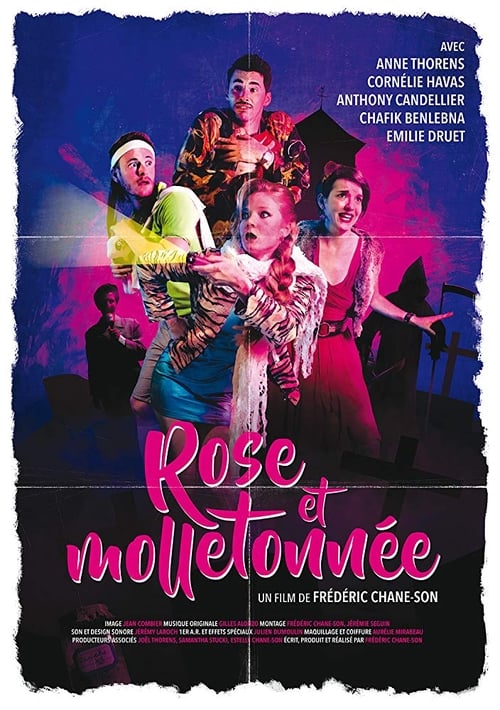 AVEC
ANNE THORENS
CORNÉLIE HAVAS
ANTHONY CANDELLIER
CHAFIK BENLEBNA
EMILIE DRUET
Rose
et
molletonnée
UN FILM DE FRÉDÉRIC CHANE-SON
IMAGE JEAN COMBIER MUSIQUE ORIGINALE GILLES ALONZO MONTAGE FRÉDÉRIC CHANE-SON, JÉRÉMIE SEGUIN
SON ET DESIGN SONORE JÉRÉMY LAROCH 1ER A.R. ET EFFETS SPÉCIAUX JULIEN DUMOULIN MAQUILLAGE ET COIFFURE AURÉLIE MIRABEAU
PRODUCTEURS ASSOCIÉS JOËL THORENS, SAMANTHA STUCKI, ESTELLE CHANE-SON ÉCRIT, PRODUIT ET RÉALISÉ PAR FRÉDÉRIC CHANE-SON